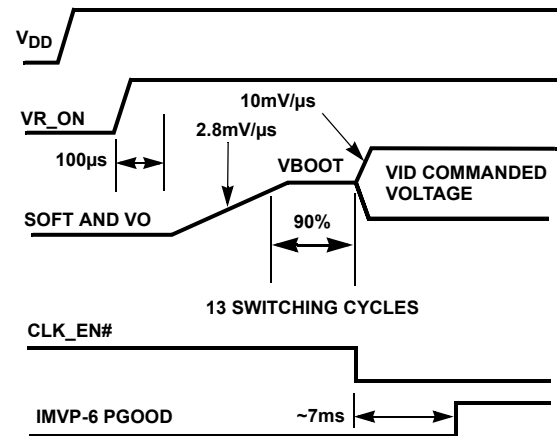 VDD
VR_ON
100µs
2.8mV/µs
10mV/µs
VBOOT
VID COMMANDED
VOLTAGE
SOFT AND VO
90%
13 SWITCHING CYCLES
CLK_EN#
IMVP-6 PGOOD
~7ms